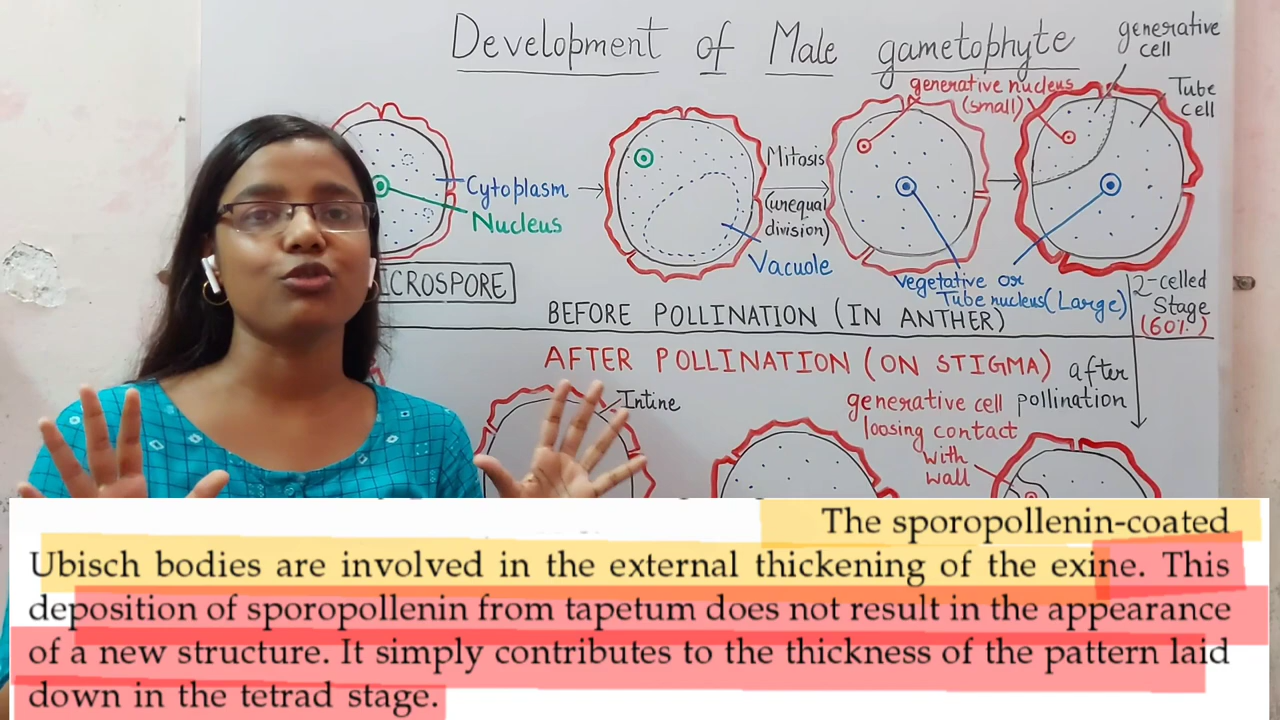 Development of Male gametophyte
generative
cell
generative nucleus
(small)
Tube
cell
Cytoplasm
Nucleus
Mitosis
(unequal
division)
Vacuole
vegetative or
Tube nucleus (Large)
2-celled
Stage
(60%)
ICROSPORE
BEFORE POLLINATION (IN ANTHER)
AFTER POLLINATION (ON STIGMA)
after
pollination
Intine
generative cell
loosing contact
with
wall
The sporopollenin-coated
Ubisch bodies are involved in the external thickening of the exine. This
deposition of sporopollenin from tapetum does not result in the appearance
of a new structure. It simply contributes to the thickness of the pattern laid
down in the tetrad stage.